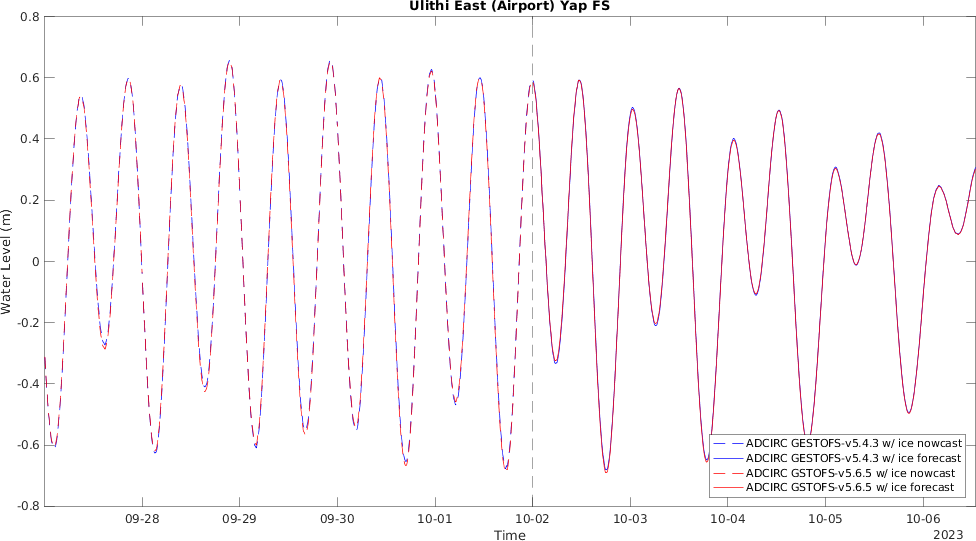 Ulithi East (Airport) Yap FS
0.8
0.6
0.4
0.2
0
-0.2
-0.4
-0.6
-0.8
Water Level (m)
ADCIRC GESTOFS-v5.4.3 w/ ice nowcast
ADCIRC GESTOFS-v5.4.3 w/ ice forecast
ADCIRC GSTOFS-v5.6.5 w/ ice nowcast
ADCIRC GSTOFS-v5.6.5 w/ ice forecast
09-28 09-29 09-30 10-01 10-02 10-03 10-04 10-05 10-06
Time
2023